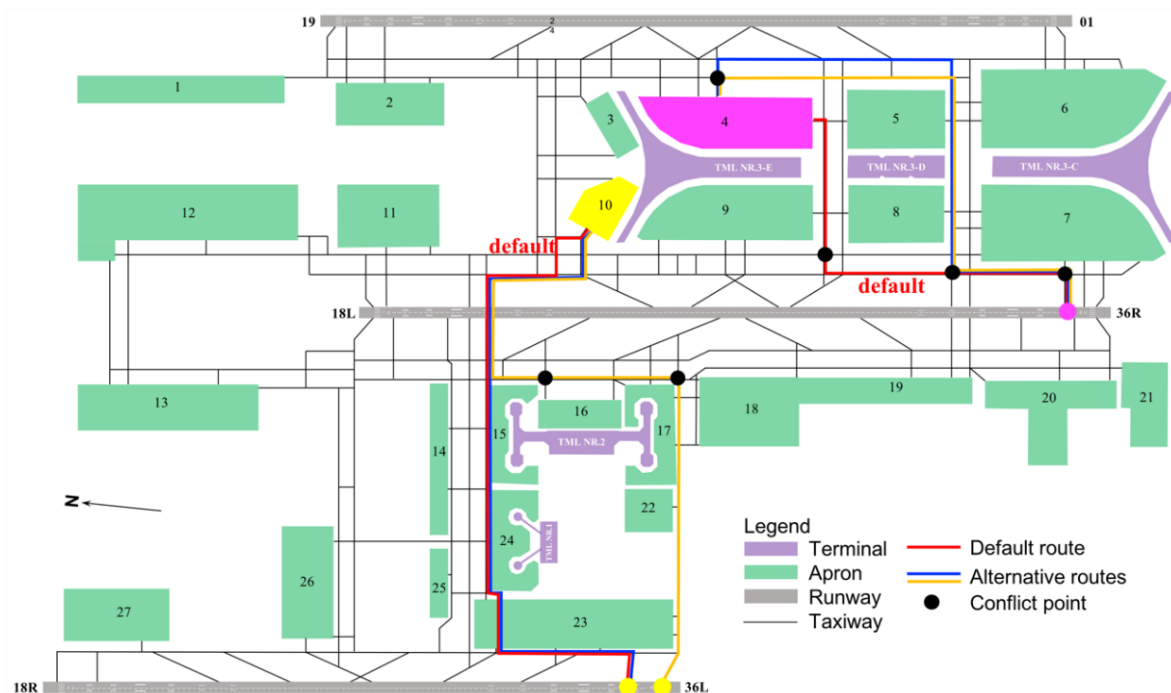 19
2
4
01
1
2
3
4
5
6
TML NR.3-E
TML NR.3-D
TML NR.3-C
12
11
10
9
8
7
default
default
18L
36R
13
14
15
16
17
18
19
20
21
TML NR.2
N
22
24
TML NR.1
26
25
27
23
18R
36L
Legend
Terminal
Apron
Runway
Taxiway
Default route
Alternative routes
Conflict point